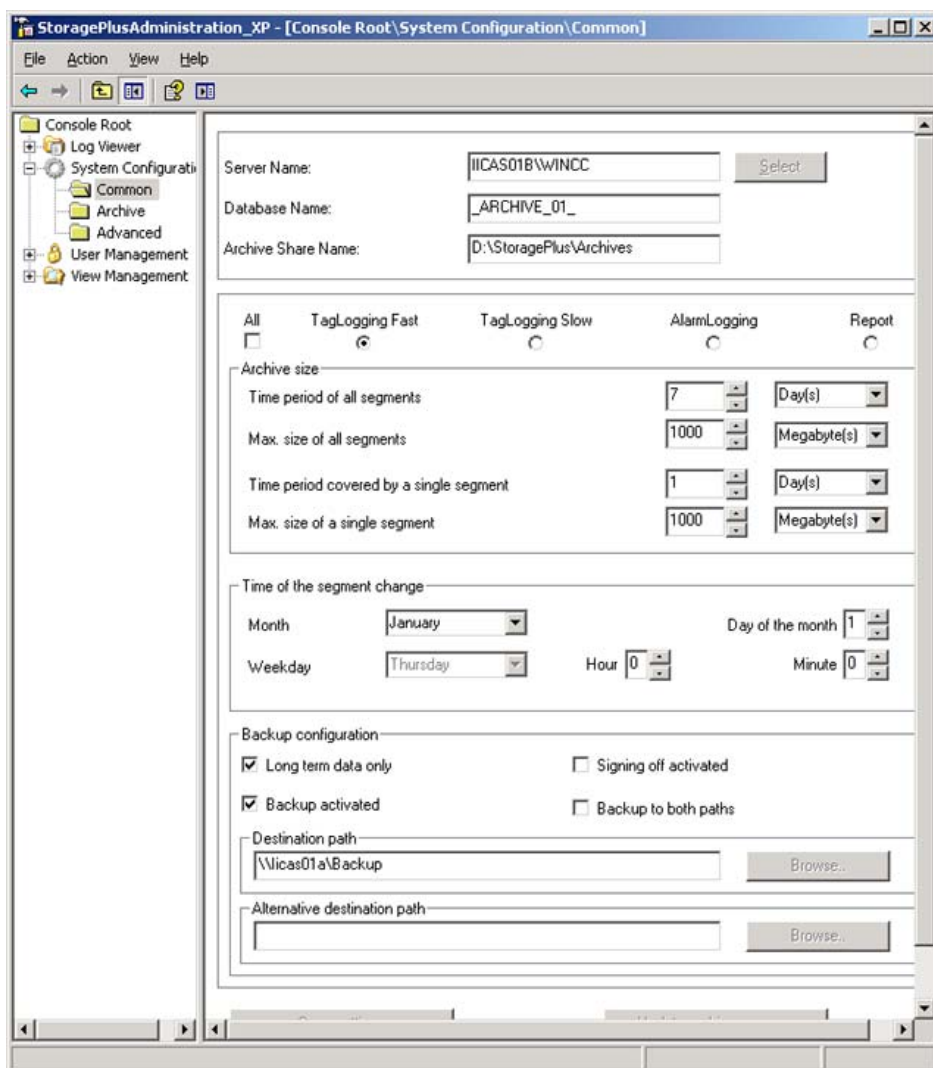 StoragePlusAdministration_XP - [Console Root\System Configuration\Common]
File Action View Help
Console Root
Log Viewer
System Configurati
Common
Archive
Advanced
User Management
View Management
Server Name: IICAS01B\WINCC Select
Database Name: _ARCHIVE_01_
Archive Share Name: D:\StoragePlus\Archives
All TagLogging Fast TagLogging Slow AlarmLogging Report
Archive size
Time period of all segments 7 Day(s)
Max. size of all segments 1000 Megabyte(s)
Time period covered by a single segment 1 Day(s)
Max. size of a single segment 1000 Megabyte(s)
Time of the segment change
Month January Day of the month 1
Weekday Thursday Hour 0 Minute 0
Backup configuration
Long term data only Signing off activated
Backup activated Backup to both paths
Destination path
\\Iicas01a\Backup Browse..
Alternative destination path
Browse..